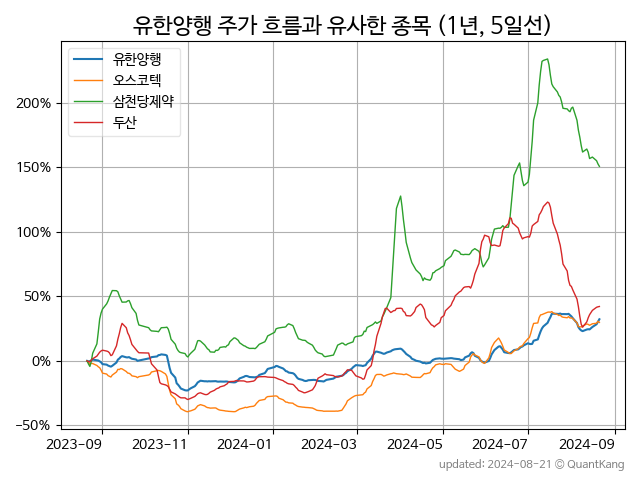 유한양행 주가 흐름과 유사한 종목 (1년, 5일선)
유한양행
오스코텍
삼천당제약
두산
200%
150%
100%
50%
0%
−50%
2023-09
2023-11
2024-01
2024-03
2024-05
2024-07
2024-09
updated: 2024-08-21 © QuantKang